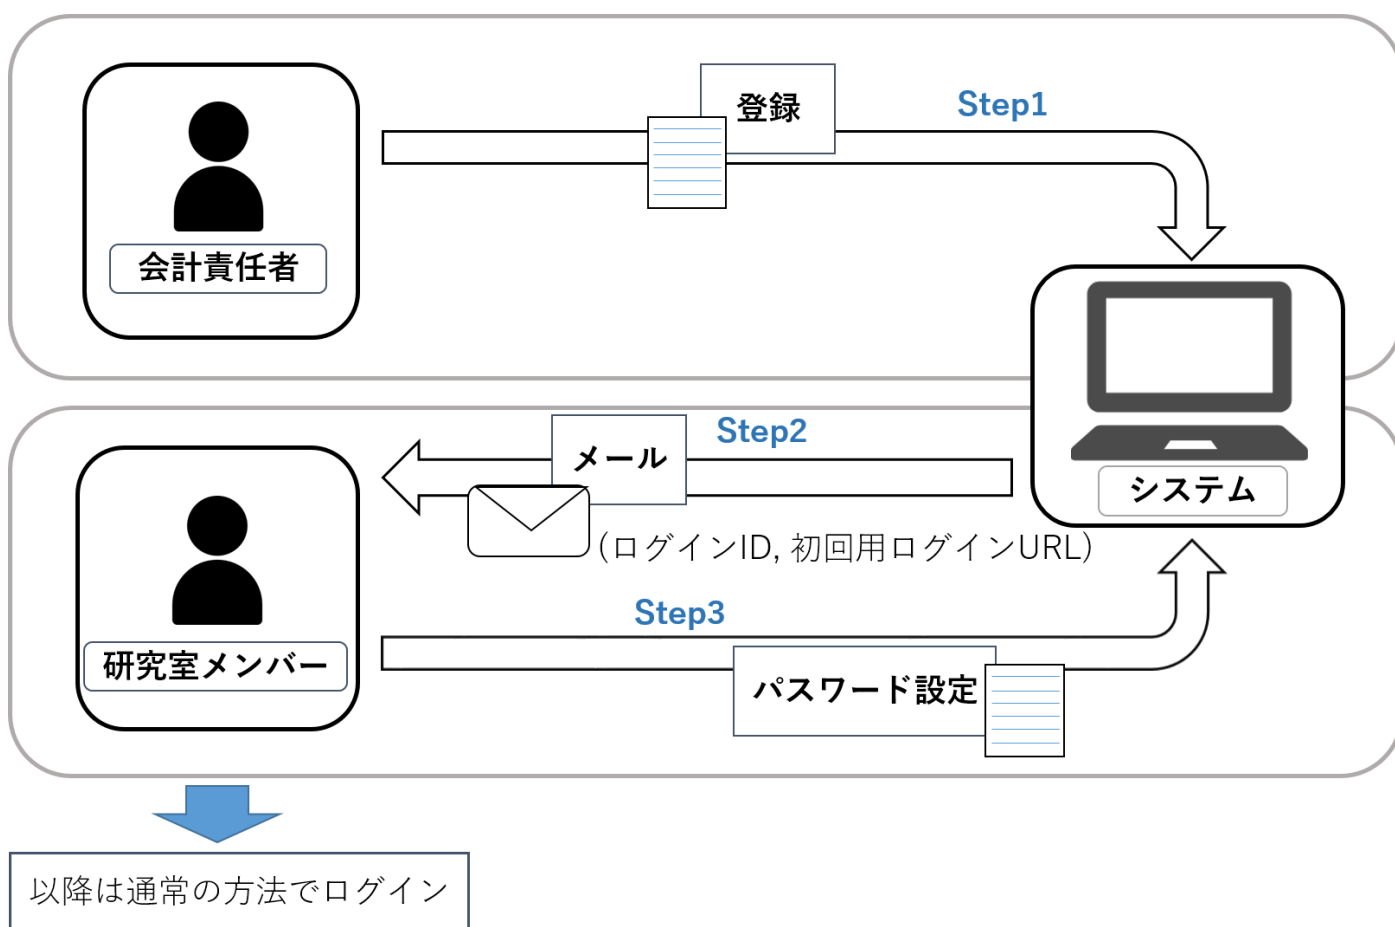 登録
Step1
会計責任者
Step2
メール
システム
(ログインID, 初回用ログインURL)
Step3
研究室メンバー
パスワード設定
以降は通常の方法でログイン